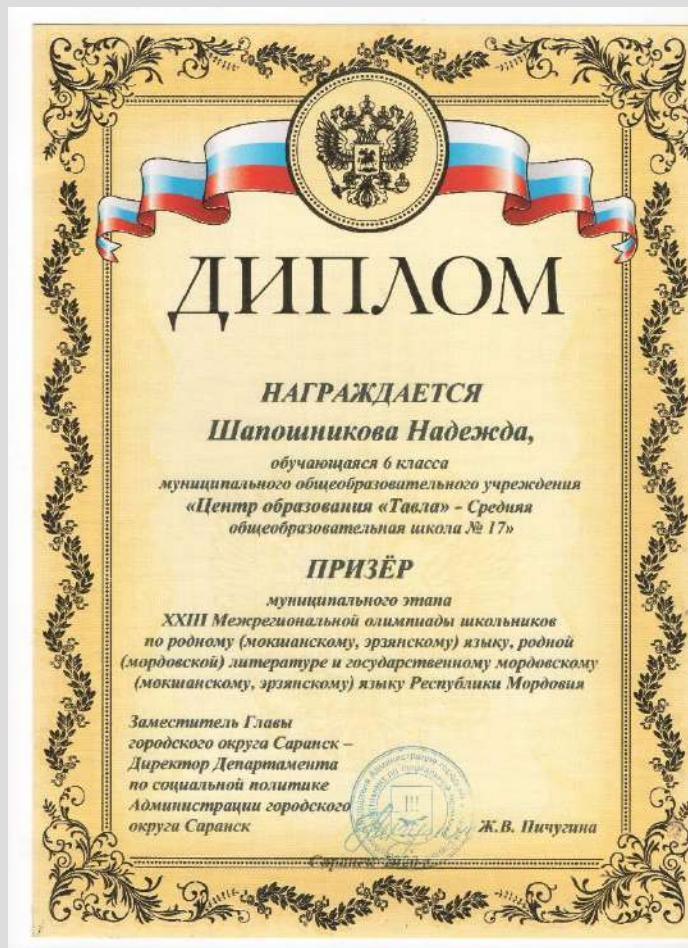 ДИПЛОМ
НАГРАЖДАЕТСЯ
Шапошникова Надежда,
обучающаяся 6 класса
муниципального общеобразовательного учреждения
«Центр образования «Тавла» – Средняя
общеобразовательная школа № 17»
ПРИЗЁР
муниципального этапа
XXIII Межрегиональной олимпиады школьников
по родному (мокшанскому, эрзянскому) языку, родной
(мордовской) литературе и государственному мордовскому
(мокшанскому, эрзянскому) языку Республики Мордовия
Заместитель Главы
городского округа Саранск –
Директор Департамента
по социальной политике
Администрации городского
округа Саранск
Ж.В. Пичугина
Саранск